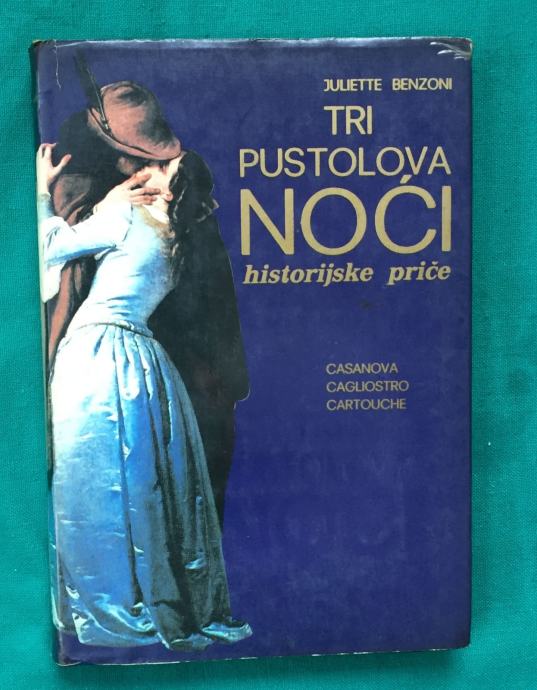 JULIETTE BENZONI
TRI
PUSTOLOVA
NOĆI
historijske priče
CASANOVA
CAGLIOSTRO
CARTOUCHE